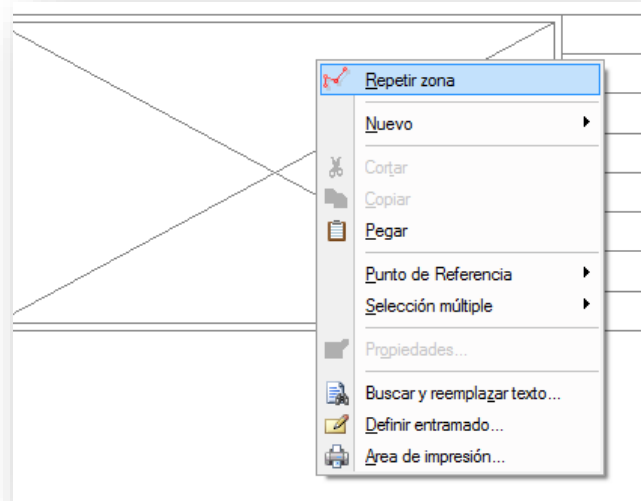 Repetir zona
Nuevo
Cortar
Copiar
Pegar
Punto de Referencia
Selección múltiple
Propiedades...
Buscar y reemplazar texto...
Definir entramado...
Area de impresión...